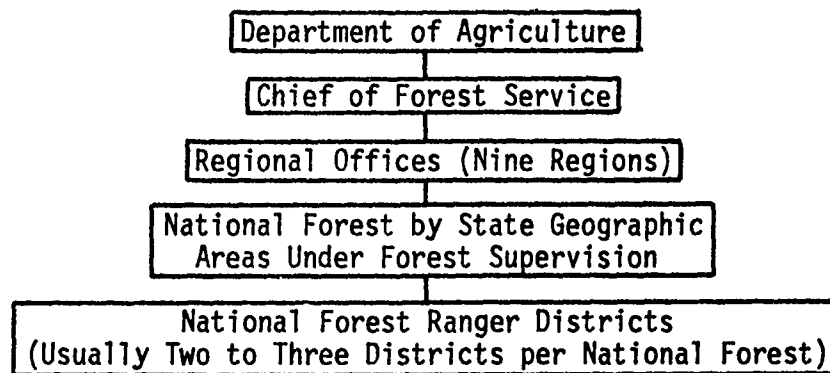 Department of Agriculture
Chief of Forest Service
Regional Offices (Nine Regions)
National Forest by State Geographic
Areas Under Forest Supervision
National Forest Ranger Districts
(Usually Two to Three Districts per National Forest)